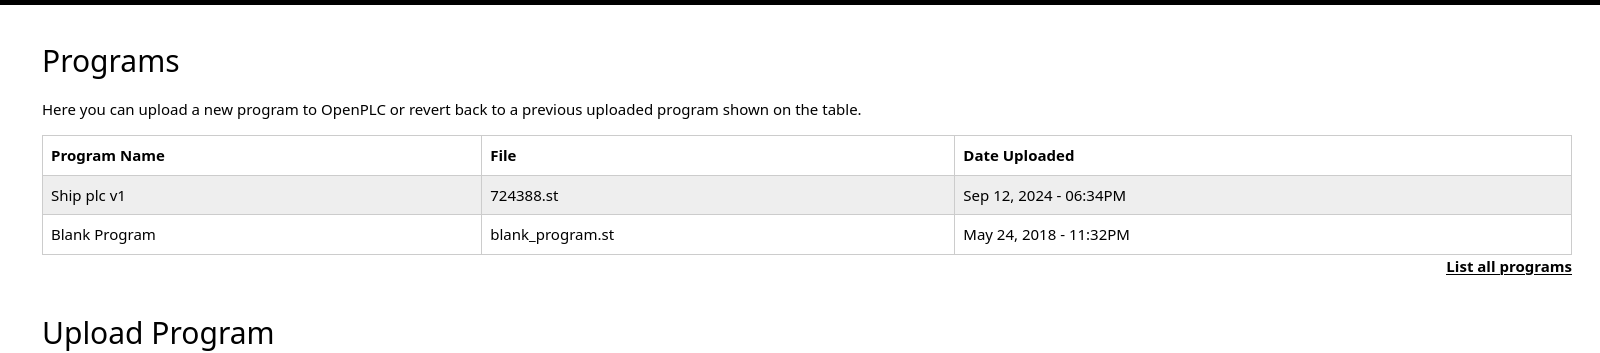 Programs
Here you can upload a new program to OpenPLC or revert back to a previous uploaded program shown on the table.
Program Name File Date Uploaded
Ship plc v1 724388.st Sep 12, 2024 - 06:34PM
Blank Program blank_program.st May 24, 2018 - 11:32PM
List all programs
Upload Program